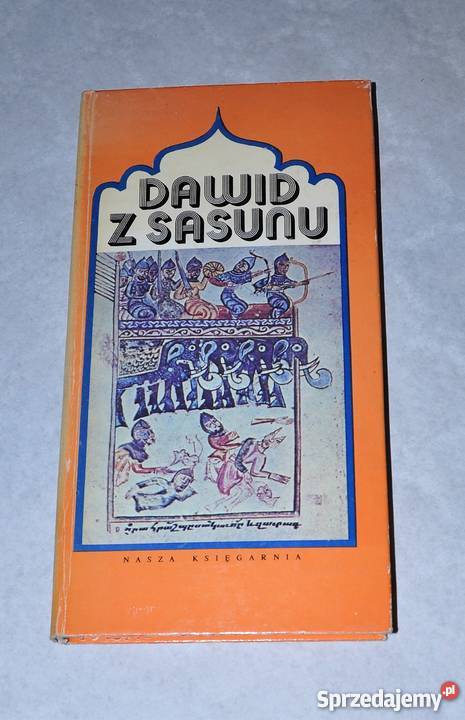 DAWID
Z SASUNU
NASZA KSIĘGARNIA
Sprzedajemy.pl